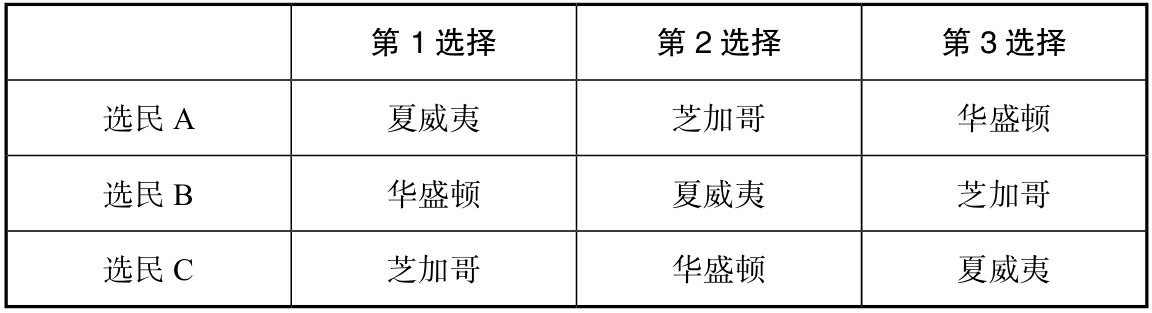 第 1 选择 第 2 选择 第 3 选择
选民 A 夏威夷 芝加哥 华盛顿
选民 B 华盛顿 夏威夷 芝加哥
选民 C 芝加哥 华盛顿 夏威夷